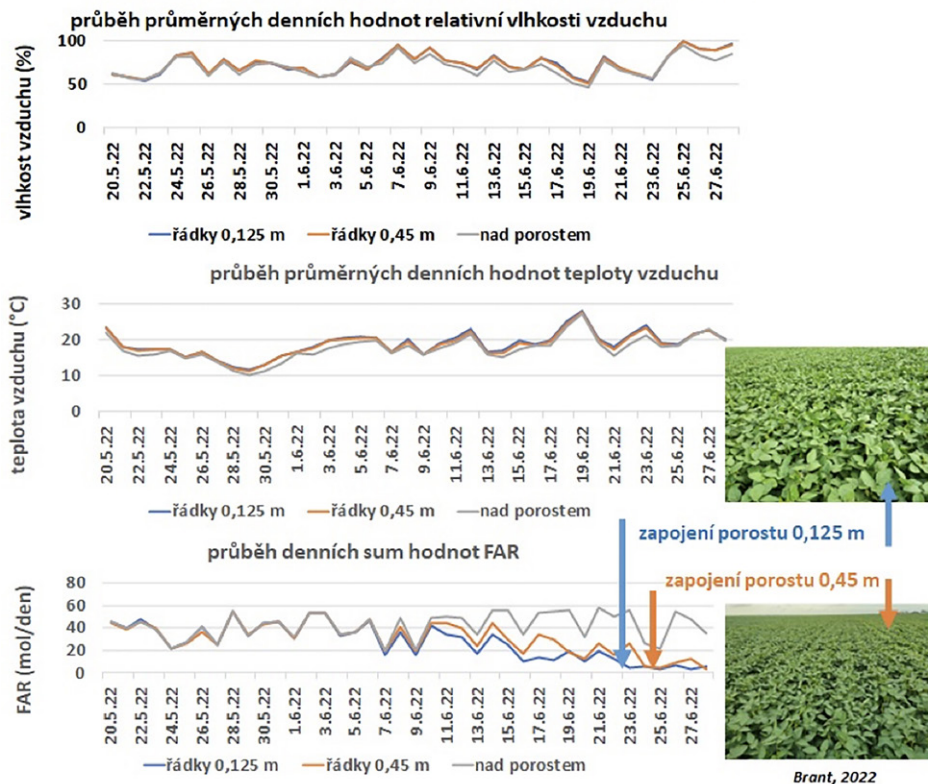 průběh průměrných denních hodnot relativní vlhkosti vzduchu
vlhkost vzduchu (%)
100
50
0
20.5.22 22.5.22 24.5.22 26.5.22 28.5.22 30.5.22 1.6.22 3.6.22 5.6.22 7.6.22 9.6.22 11.6.22 13.6.22 15.6.22 17.6.22 19.6.22 21.6.22 23.6.22 25.6.22 27.6.22
řádky 0,125 m řádky 0,45 m nad porostem
průběh průměrných denních hodnot teploty vzduchu
teplota vzduchu (°C)
30
20
10
0
20.5.22 22.5.22 24.5.22 26.5.22 28.5.22 30.5.22 1.6.22 3.6.22 5.6.22 7.6.22 9.6.22 11.6.22 13.6.22 15.6.22 17.6.22 19.6.22 21.6.22 23.6.22 25.6.22 27.6.22
řádky 0,125 m řádky 0,45 m nad porostem
zapojení porostu 0,125 m
průběh denních sum hodnot FAR
zapojení porostu 0,45 m
FAR (mol/den)
80
60
40
20
0
20.5.22 22.5.22 24.5.22 26.5.22 28.5.22 30.5.22 1.6.22 3.6.22 5.6.22 7.6.22 9.6.22 11.6.22 13.6.22 15.6.22 17.6.22 19.6.22 21.6.22 23.6.22 25.6.22 27.6.22
řádky 0,125 m řádky 0,45 m nad porostem
Brant, 2022